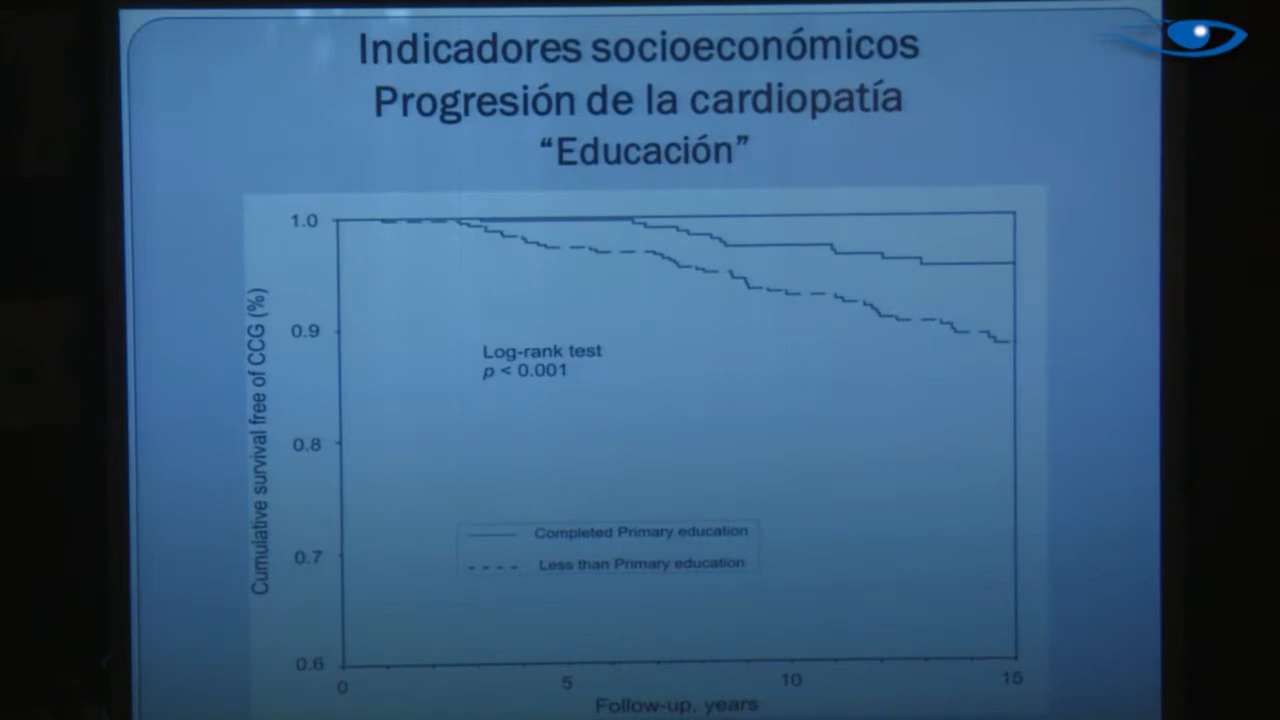 Indicadores socioeconómicos
Progresión de la cardiopatía
“Educación”
Cumulative survival free of CCG (%)
1.0
0.9
0.8
0.7
0.6
Log-rank test
p < 0.001
Completed Primary education
Less than Primary education
0
5
10
15
Follow-up, years